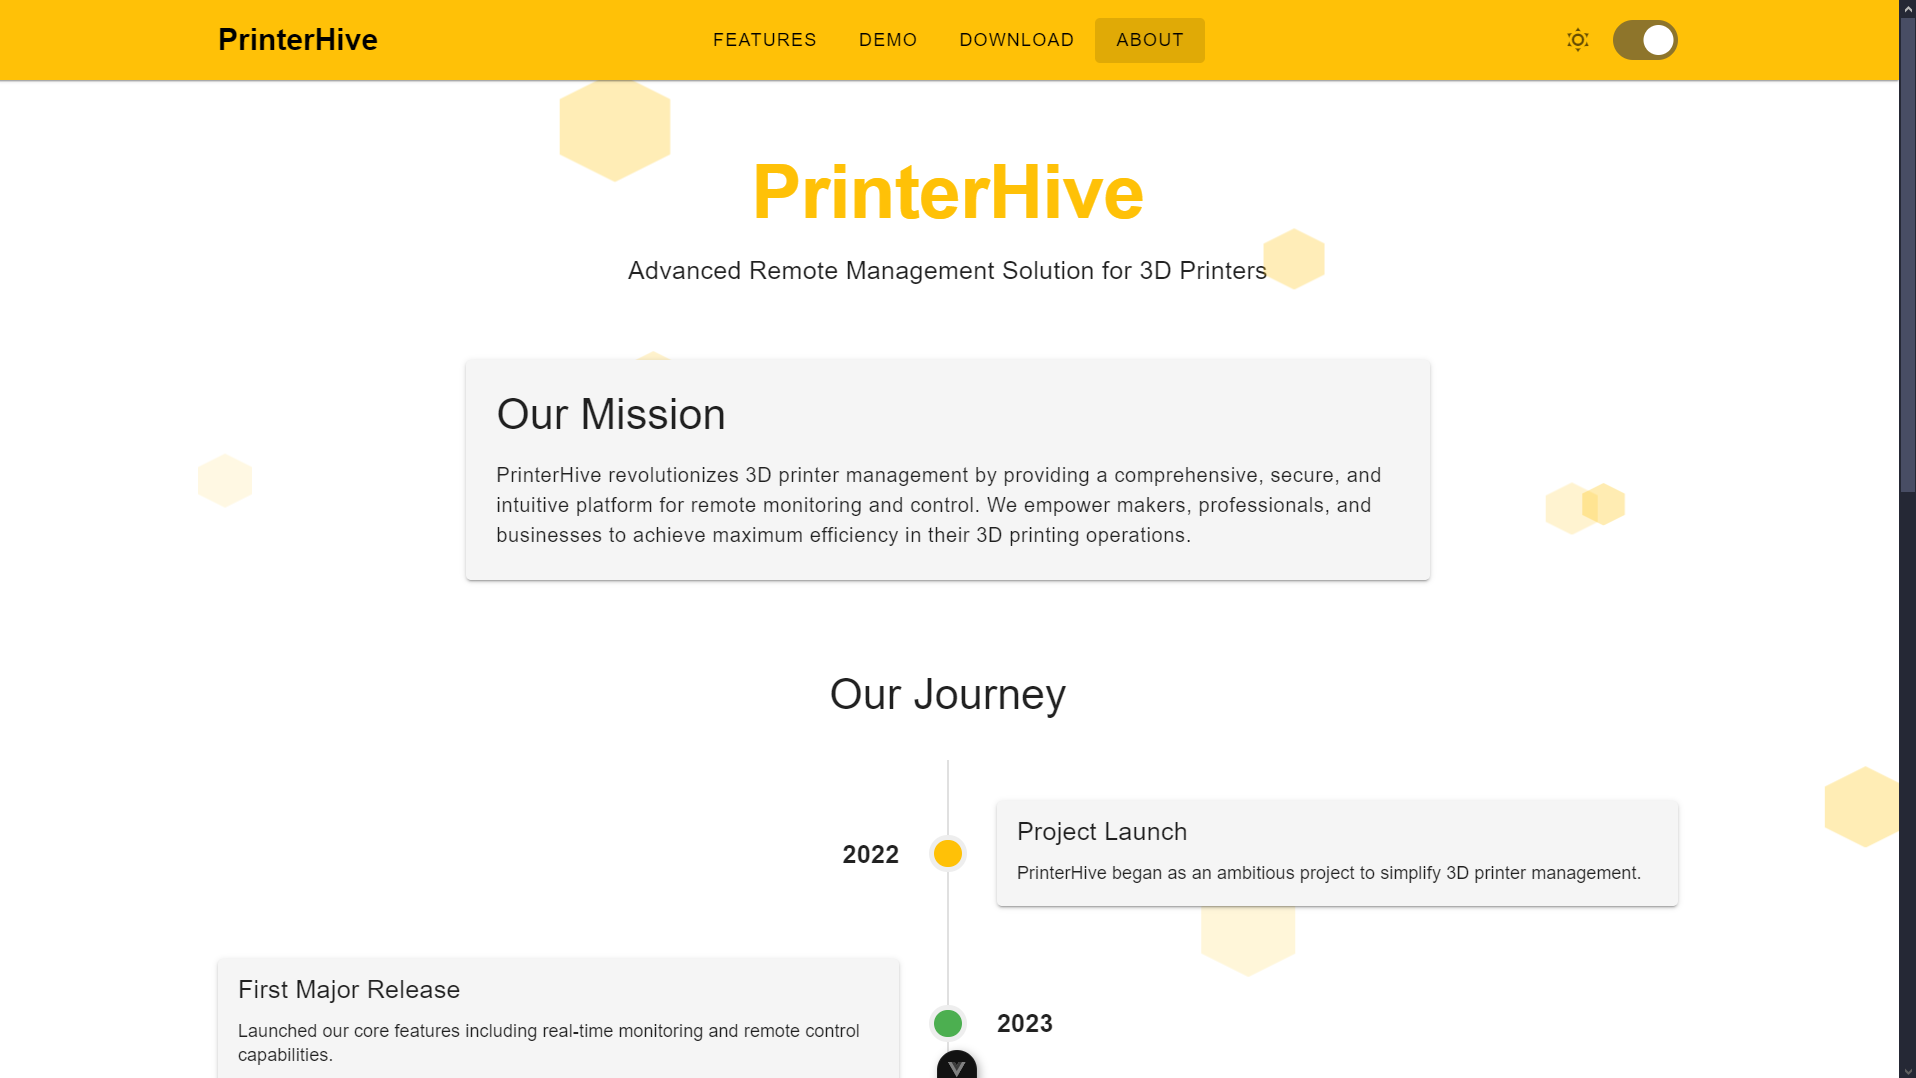 PrinterHive
FEATURES
DEMO
DOWNLOAD
ABOUT
PrinterHive
Advanced Remote Management Solution for 3D Printers
Our Mission
PrinterHive revolutionizes 3D printer management by providing a comprehensive, secure, and
intuitive platform for remote monitoring and control. We empower makers, professionals, and
businesses to achieve maximum efficiency in their 3D printing operations.
Our Journey
2022
Project Launch
PrinterHive began as an ambitious project to simplify 3D printer management.
First Major Release
Launched our core features including real-time monitoring and remote control
capabilities.
2023